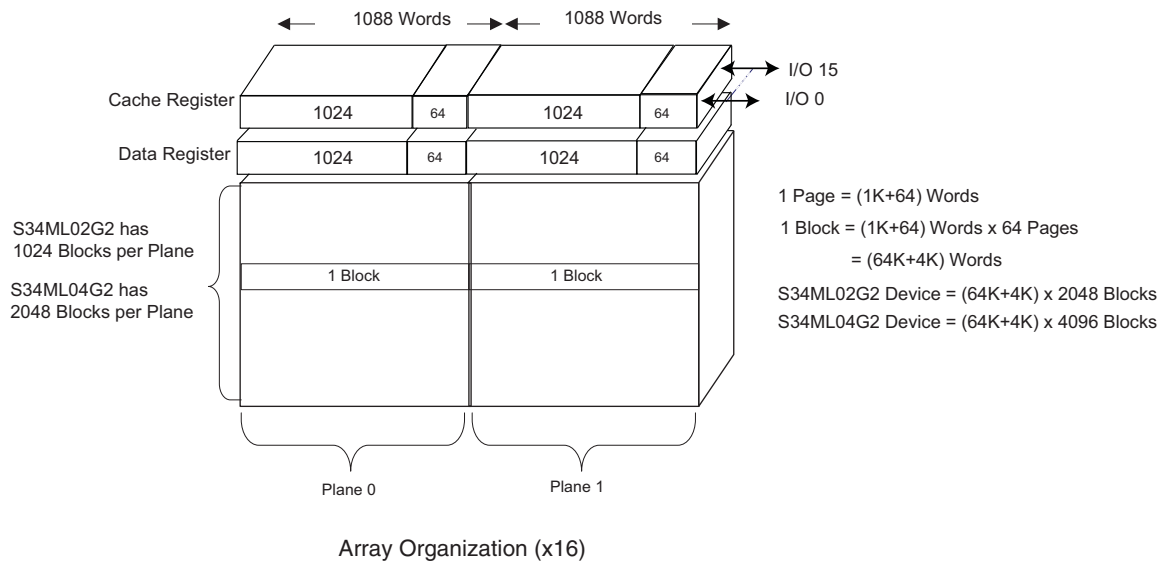 1088 Words 1088 Words
I/O 15
I/O 0
Cache Register 1024 64 1024 64
Data Register 1024 64 1024 64
1 Page = (1K+64) Words
S34ML02G2 has
1024 Blocks per Plane
1 Block = (1K+64) Words x 64 Pages
= (64K+4K) Words
1 Block 1 Block
S34ML04G2 has
2048 Blocks per Plane
S34ML02G2 Device = (64K+4K) x 2048 Blocks
S34ML04G2 Device = (64K+4K) x 4096 Blocks
Plane 0 Plane 1
Array Organization (x16)